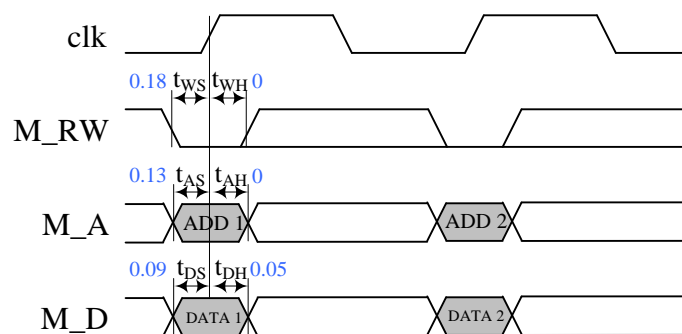 clk
0.18 tWS tWH 0
M_RW
0.13 tAS tAH 0
M_A ADD 1 ADD 2
0.09 tDS tDH 0.05
M_D DATA 1 DATA 2